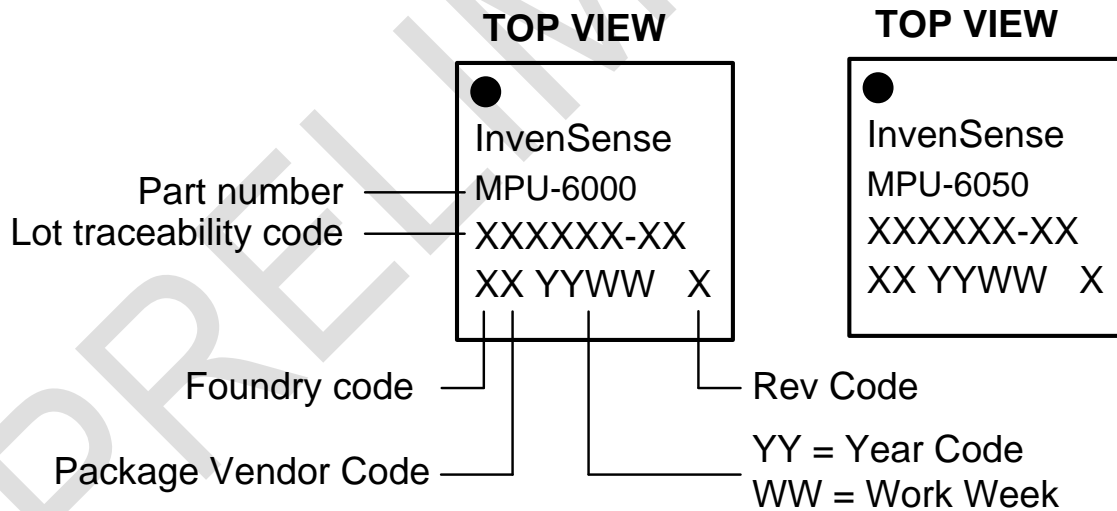 TOP VIEW
TOP VIEW
InvenSense
MPU-6000
XXXXXX-XX
XX YYWW X
InvenSense
MPU-6050
XXXXXX-XX
XX YYWW X
Part number
Lot traceability code
Foundry code
Package Vendor Code
Rev Code
YY = Year Code
WW = Work Week
PRELIM